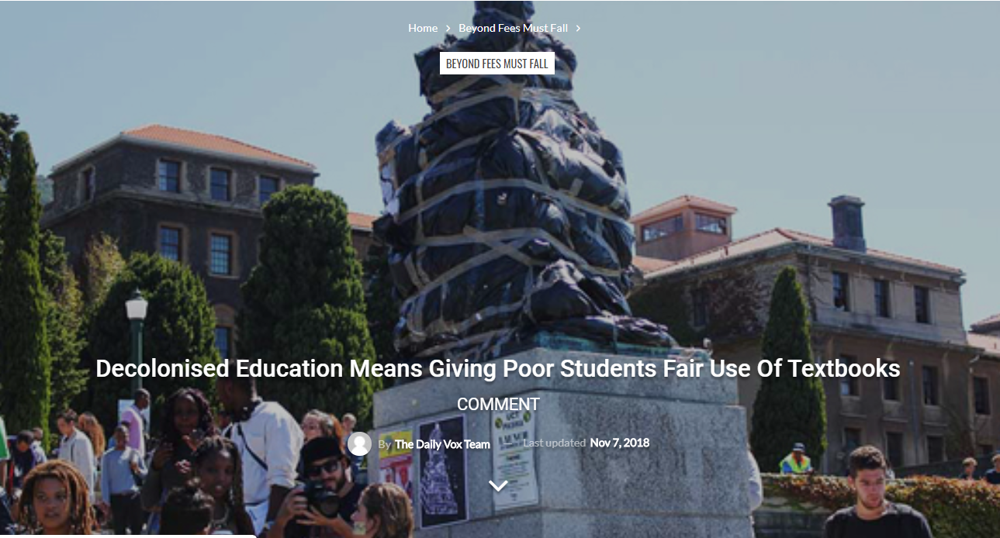 Home > Beyond Fees Must Fall >
BEYOND FEES MUST FALL
Decolonised Education Means Giving Poor Students Fair Use Of Textbooks
COMMENT
By The Daily Vox Team Last updated Nov 7, 2018
UCT